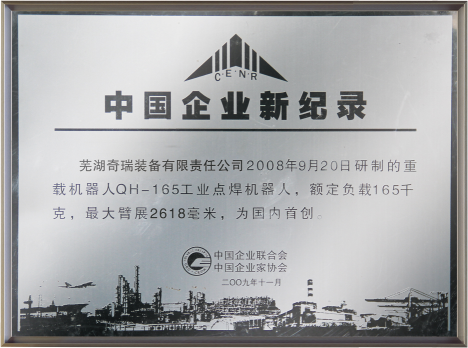 C·E·N·R
中国企业新纪录
芜湖奇瑞装备有限责任公司2008年9月20日研制的重
载机器人QH-165工业点焊机器人，额定负载165千
克，最大臂展2618毫米，为国内首创。
中国企业联合会
中国企业家协会
二〇〇九年十一月